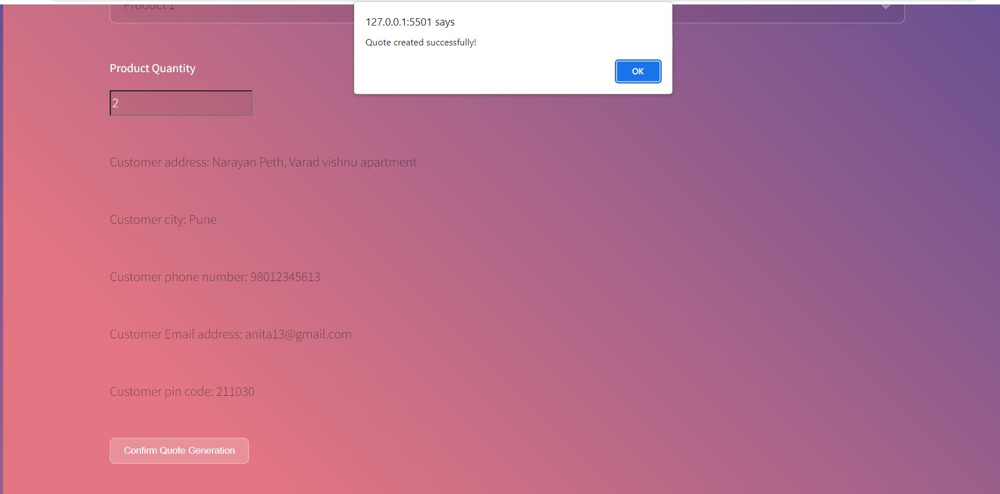 Product 1
127.0.0.1:5501 says
Quote created successfully!
OK
Product Quantity
2
Customer address: Narayan Peth, Varad vishnu apartment
Customer city: Pune
Customer phone number: 98012345613
Customer Email address: anita13@gmail.com
Customer pin code: 211030
Confirm Quote Generation